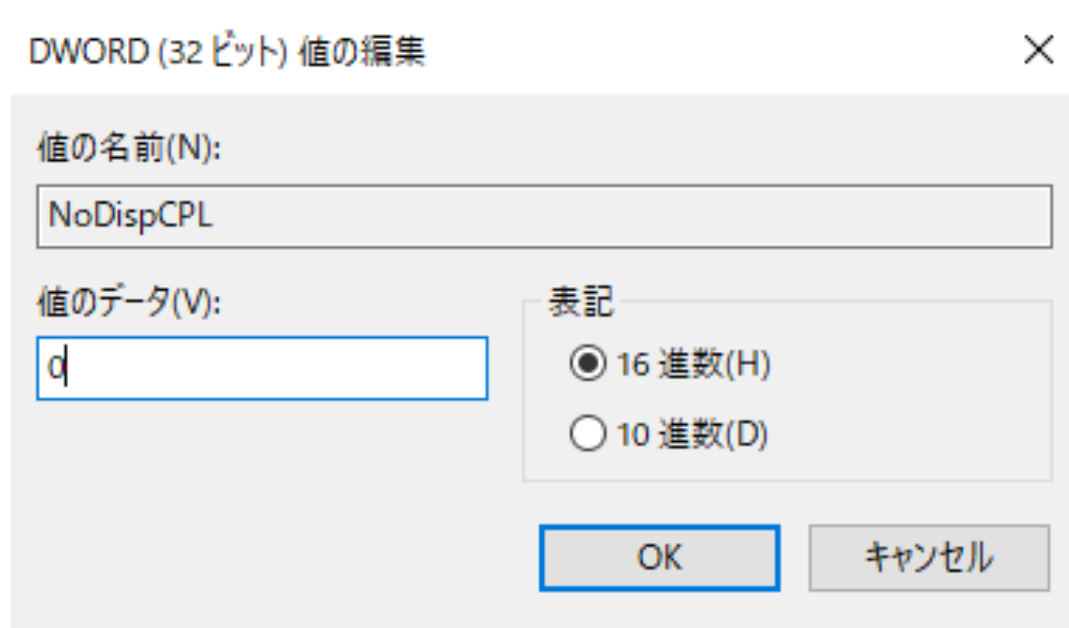 DWORD (32 ビット) 値の編集
値の名前(N):
NoDispCPL
値のデータ(V):
0
表記
16 進数(H)
10 進数(D)
OK
キャンセル